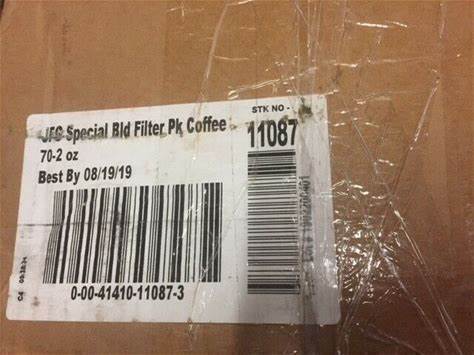 STK NO -
JFG Special Bld Filter Pk Coffee
11087
70-2 oz
Best By 08/19/19
0-00-41410-11087-3